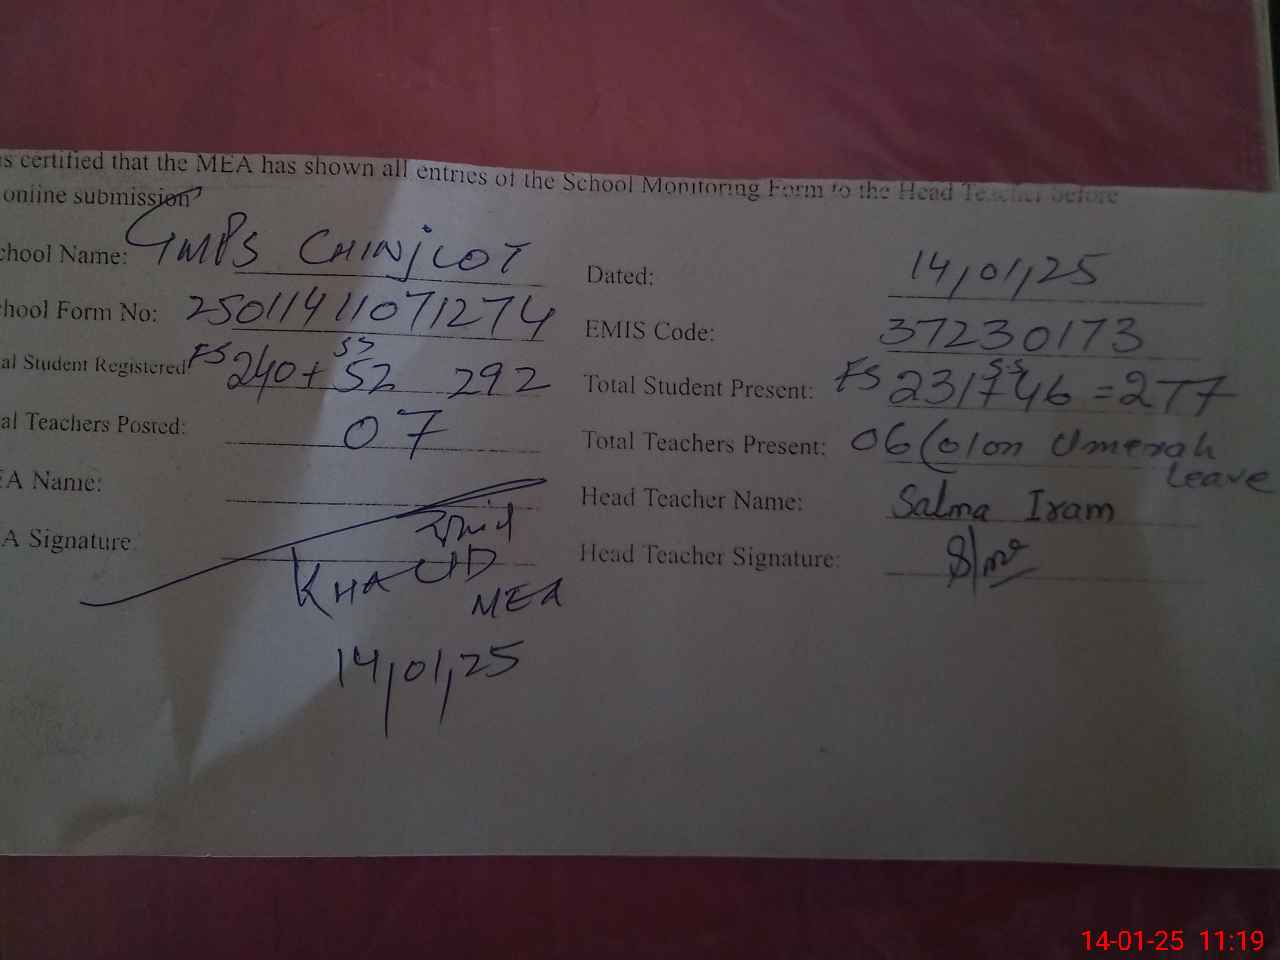 is certified that the MEA has shown all entries of the School Monitoring Form to the Head Teacher before
online submission
chool Name: GMPS CHINJLOT
Dated: 14,01,25
hool Form No: 25011411071274
EMIS Code: 37230173
al Student Registered FS 240 + SS 52 292
Total Student Present: FS 231 + SS 46 = 277
al Teachers Posted: 07
Total Teachers Present: 06 (01 on Umerah Leave
EA Name:
Head Teacher Name: Salma Iram
A Signature
Head Teacher Signature:
KHALID
MEA
14,01,25
14-01-25 11:19